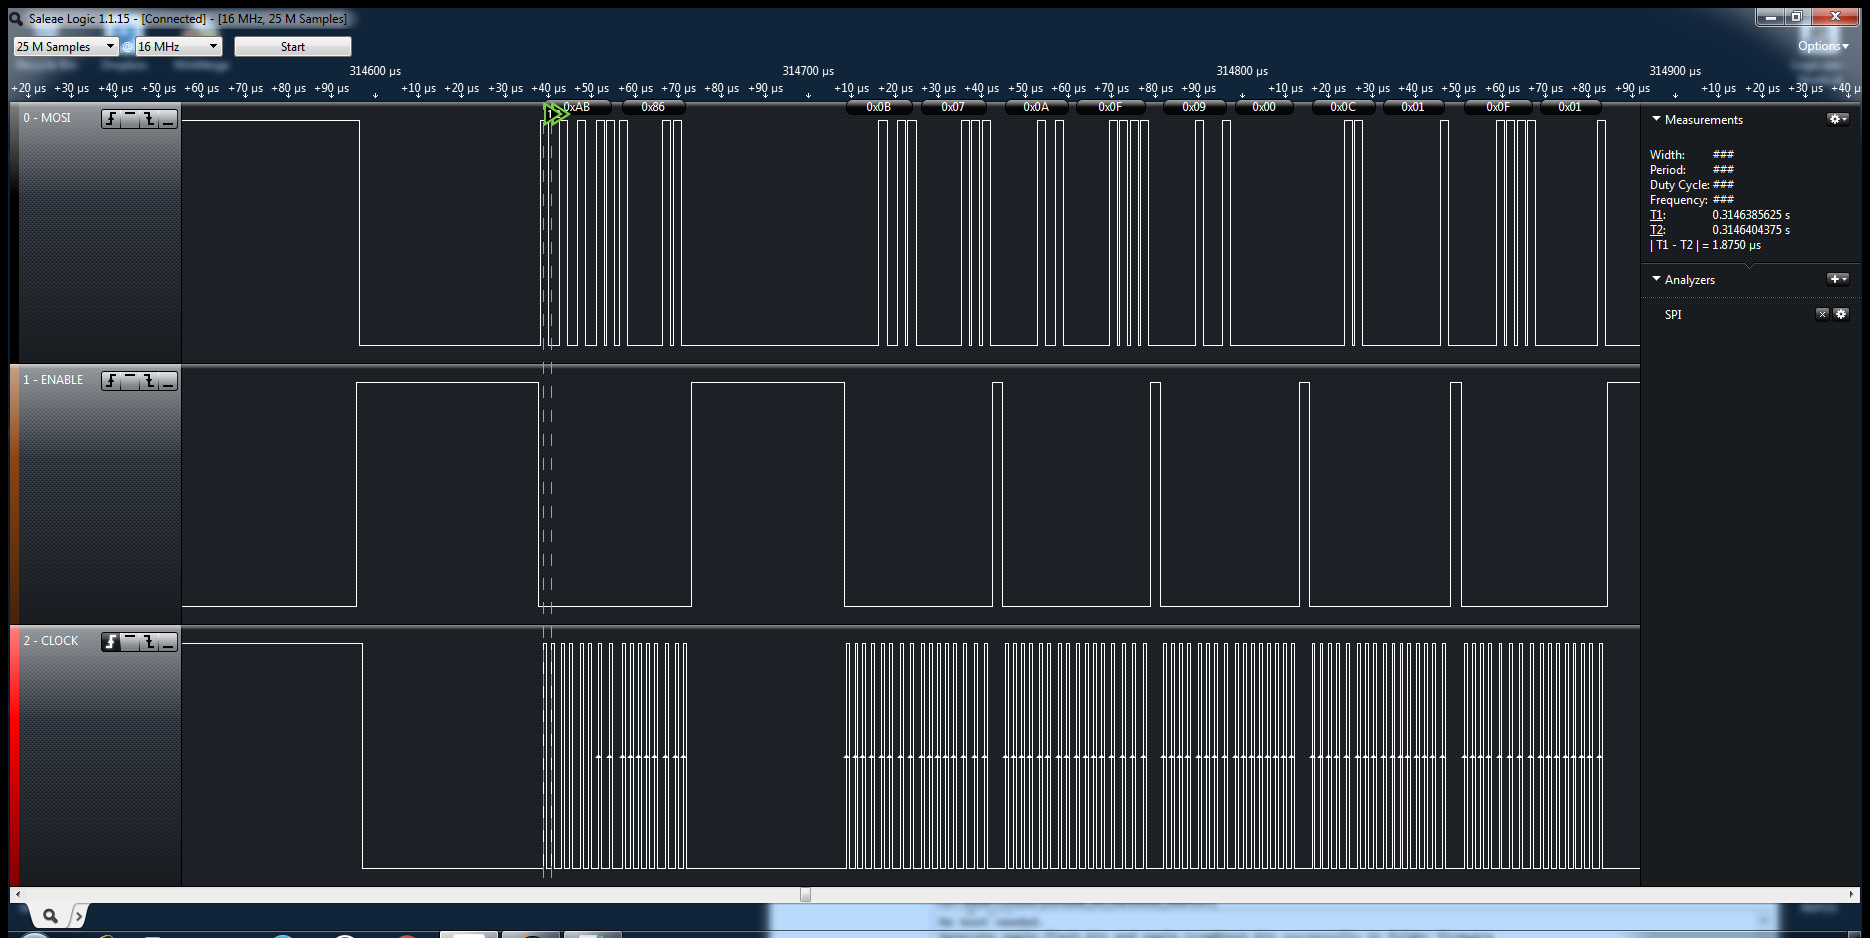 Saleae Logic 1.1.15 - [Connected] - [16 MHz, 25 M Samples]
25 M Samples @ 16 MHz Start
Options
314600 µs 314700 µs 314800 µs 314900 µs
+20 µs +30 µs +40 µs +50 µs +60 µs +70 µs +80 µs +90 µs +10 µs +20 µs +30 µs +40 µs +50 µs +60 µs +70 µs +80 µs +90 µs +10 µs +20 µs +30 µs +40 µs +50 µs +60 µs +70 µs +80 µs +90 µs +10 µs +20 µs +30 µs +40 µs +50 µs +60 µs +70 µs +80 µs +90 µs +10 µs +20 µs +30 µs +40 µs
0xAB 0x86 0x0B 0x07 0x0A 0x0F 0x09 0x00 0x0C 0x01 0x0F 0x01
0 - MOSI
1
Measurements
Width: ###
Period: ###
Duty Cycle: ###
Frequency: ###
T1: 0.3146385625 s
T2: 0.3146404375 s
| T1 - T2 | = 1.8750 µs
Analyzers
SPI
1 - ENABLE
2 - CLOCK